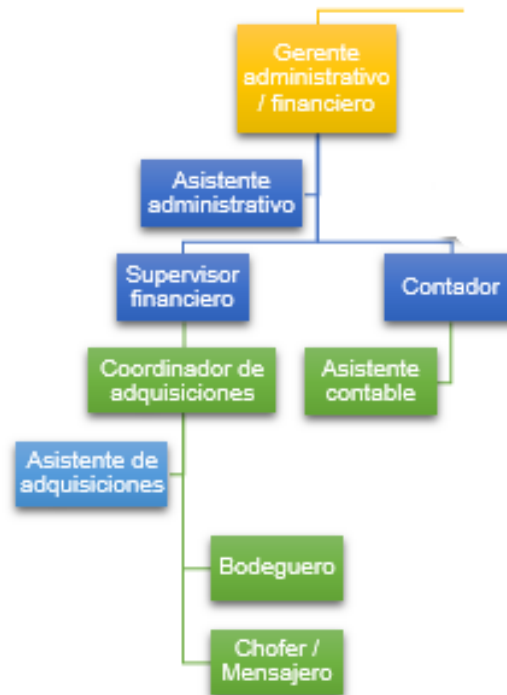 Gerente
administrativo
/ financiero
Asistente
administrativo
Supervisor
financiero
Contador
Coordinador de
adquisiciones
Asistente
contable
Asistente de
adquisiciones
Bodeguero
Chofer /
Mensajero